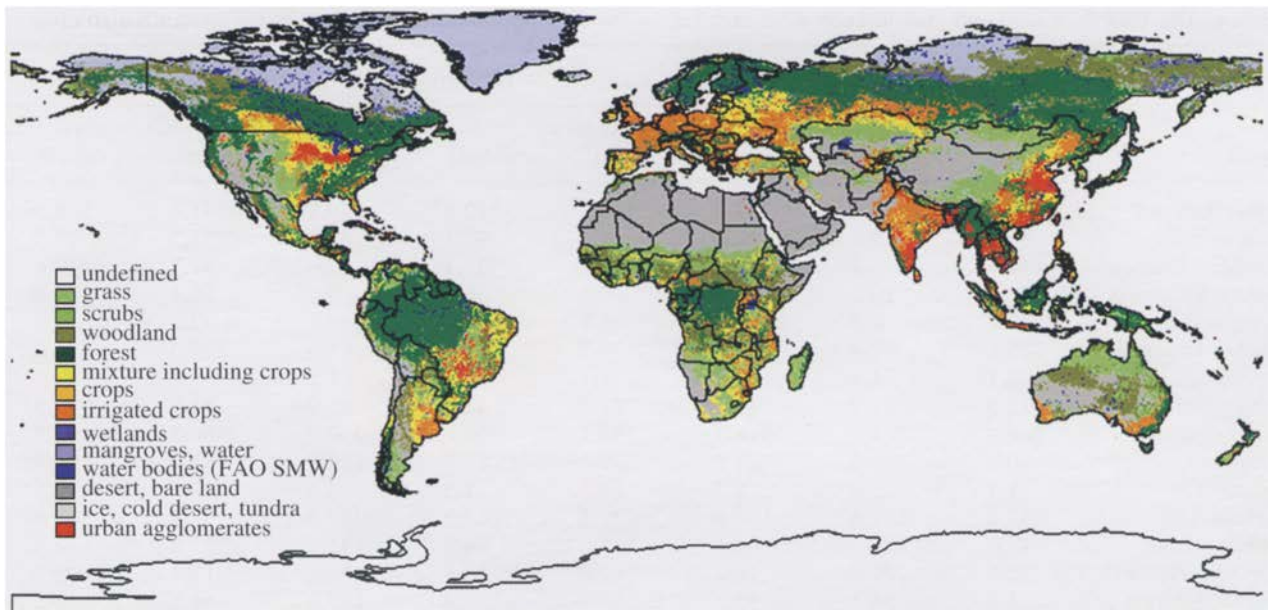 undefined
grass
scrubs
woodland
forest
mixture including crops
crops
irrigated crops
wetlands
mangroves, water
water bodies (FAO SMW)
desert, bare land
ice, cold desert, tundra
urban agglomerates